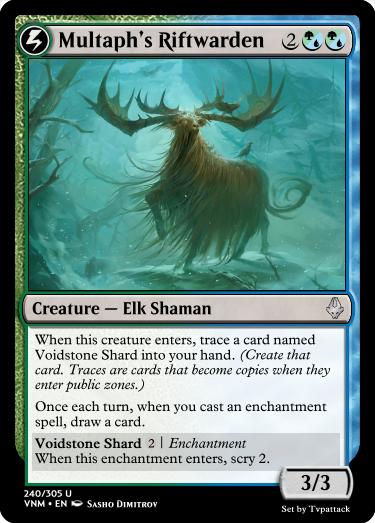 Multaph's Riftwarden 2
Creature — Elk Shaman
When this creature enters, trace a card named
Voidstone Shard into your hand. (Create that
card. Traces are cards that become copies when they
enter public zones.)
Once each turn, when you cast an enchantment
spell, draw a card.
Voidstone Shard 2 | Enchantment
When this enchantment enters, scry 2.
3/3
240/305 U
VNM • EN Sasho Dimitrov
Set by Tvpattack